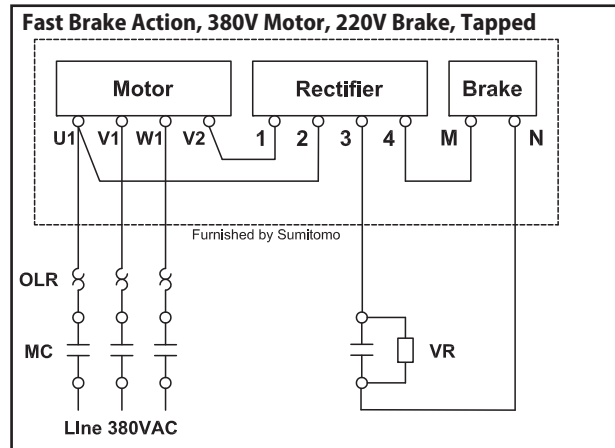 Fast Brake Action, 380V Motor, 220V Brake, Tapped
Motor Rectifier Brake
U1 V1 W1 V2 1 2 3 4 M N
Furnished by Sumitomo
OLR
MC VR
LIne 380VAC